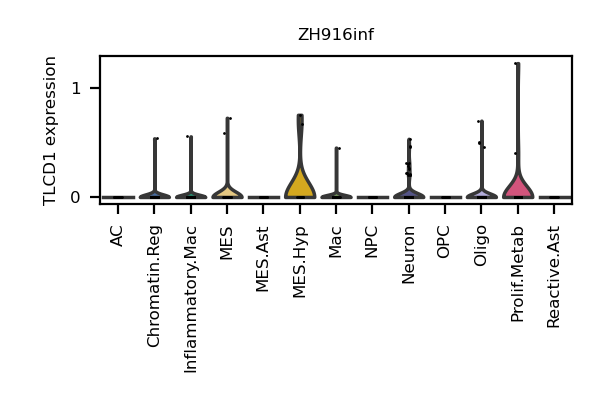 ZH916inf
TLCD1 expression
1
0
AC
Chromatin.Reg
Inflammatory.Mac
MES
MES.Ast
MES.Hyp
Mac
NPC
Neuron
OPC
Oligo
Prolif.Metab
Reactive.Ast